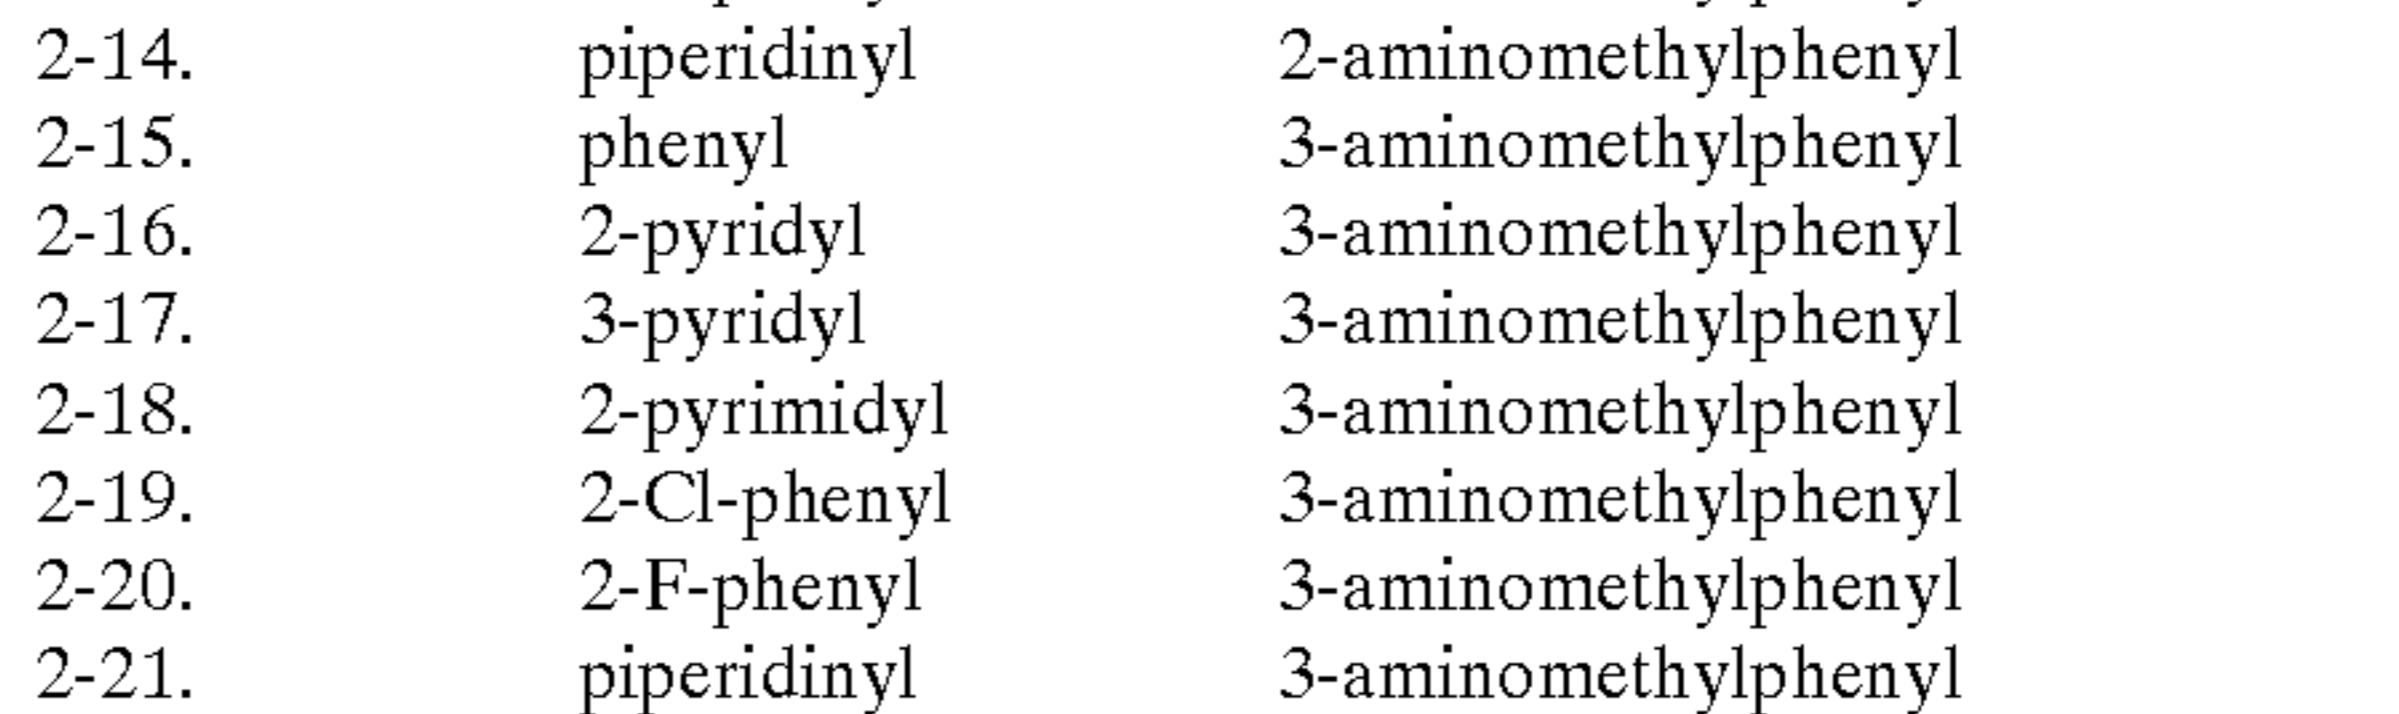 2-14. piperidinyl 2-aminomethylphenyl
2-15. phenyl 3-aminomethylphenyl
2-16. 2-pyridyl 3-aminomethylphenyl
2-17. 3-pyridyl 3-aminomethylphenyl
2-18. 2-pyrimidyl 3-aminomethylphenyl
2-19. 2-Cl-phenyl 3-aminomethylphenyl
2-20. 2-F-phenyl 3-aminomethylphenyl
2-21. piperidinyl 3-aminomethylphenyl